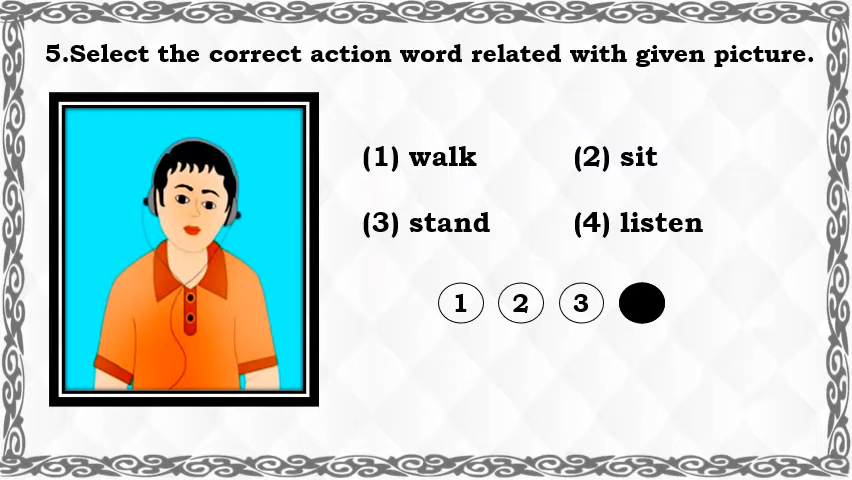 5.Select the correct action word related with given picture.
(1) walk (2) sit
(3) stand (4) listen
1 2 3